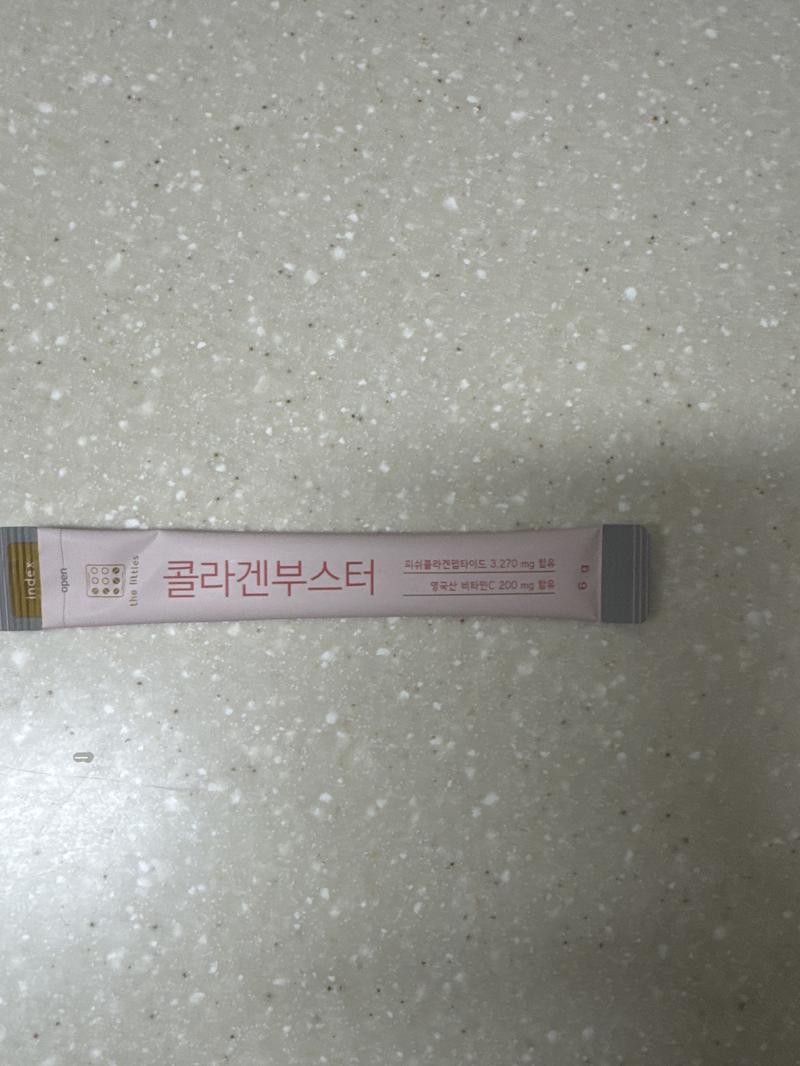 index
open
the littles
콜라겐부스터
피쉬콜라겐펩타이드 3,270 mg 함유
영국산 비타민C 200 mg 함유
6 g